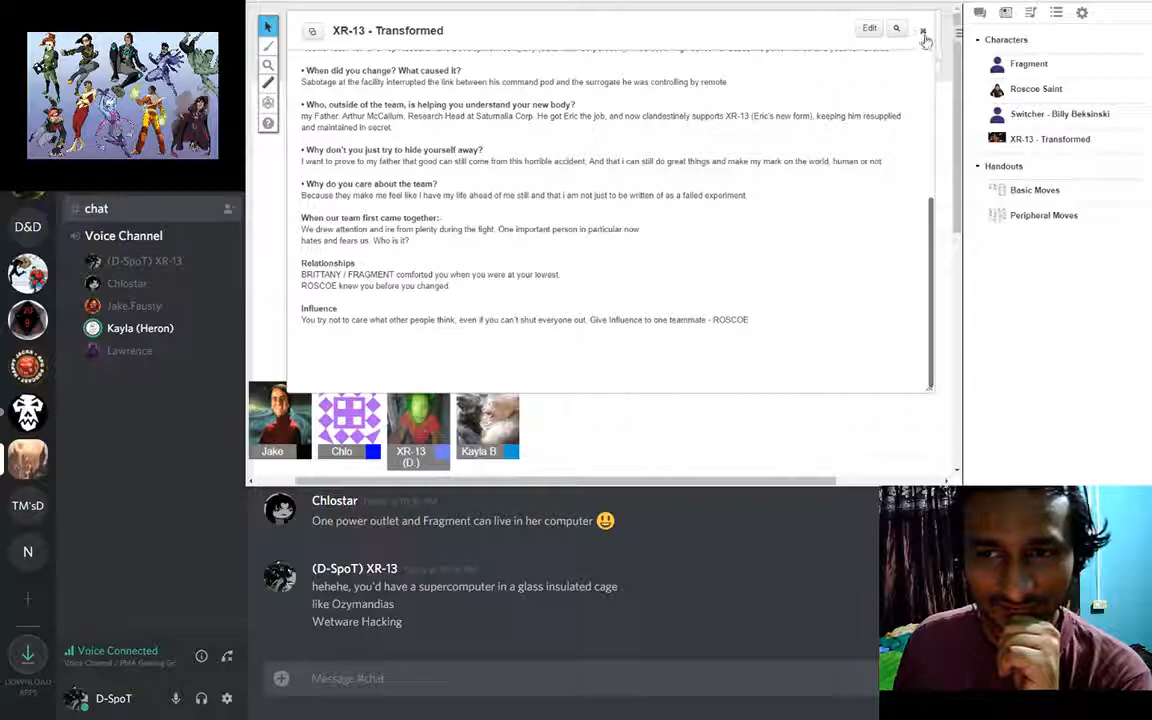 XR-13 - Transformed
Edit
• When did you change? What caused it?
Sabotage at the facility interrupted the link between his command pod and the surrogate he was controlling by remote
• Who, outside of the team, is helping you understand your new body?
my Father: Arthur McCallum, Research Head at Saturnalia Corp. He got Eric the job, and now clandestinely supports XR-13 (Eric's new form), keeping him resupplied
and maintained in secret.
• Why don't you just try to hide yourself away?
I want to prove to my father that good can still come from this horrible accident, And that i can still do great things and make my mark on the world, human or not
• Why do you care about the team?
Because they make me feel like I have my life ahead of me still and that i am not just to be written of as a failed experiment
When our team first came together:-
We drew attention and ire from plenty during the fight. One important person in particular now
hates and fears us. Who is it?
Relationships
BRITTANY / FRAGMENT comforted you when you were at your lowest.
ROSCOE knew you before you changed.
Influence
You try not to care what other people think, even if you can't shut everyone out. Give Influence to one teammate - ROSCOE
Jake
Chlo
XR-13
(D.)
Kayla B
Characters
Fragment
Roscoe Saint
Switcher - Billy Beksinski
XR-13 - Transformed
Handouts
Basic Moves
Peripheral Moves
D&D
TM'sD
N
DOWNLOAD
APPS
# chat
Voice Channel
(D-SpoT) XR-13
Chlostar
Jake Fausty
Kayla (Heron)
Lawrence
Voice Connected
D-SpoT
Chlostar
One power outlet and Fragment can live in her computer
(D-SpoT) XR-13
hehehe, you'd have a supercomputer in a glass insulated cage
like Ozymandias
Wetware Hacking
Message #chat